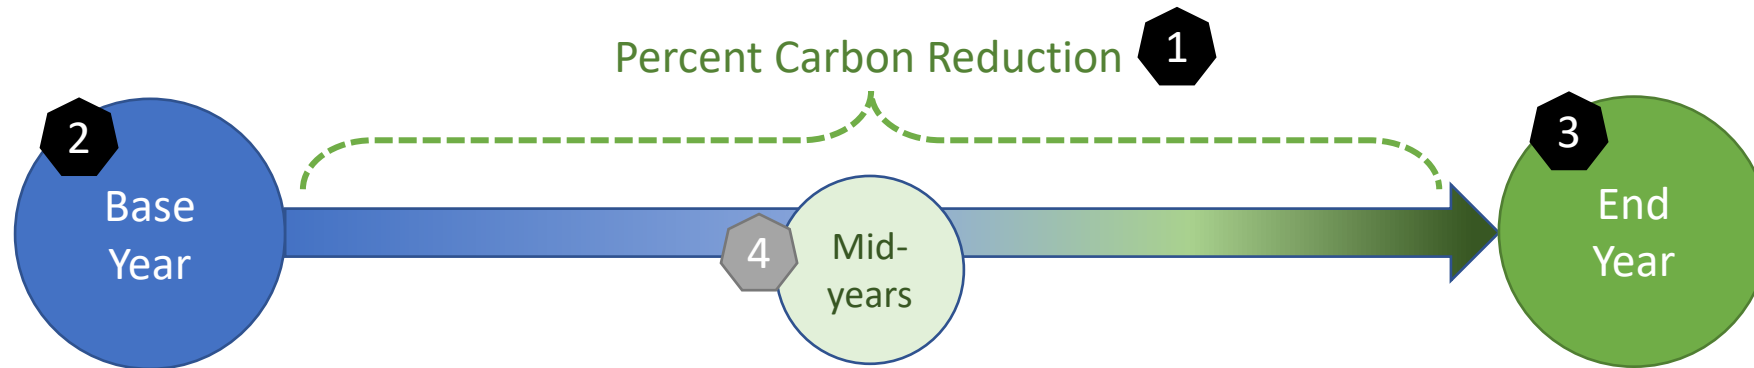 Percent Carbon Reduction
1
2
Base
Year
4
Mid-
years
3
End
Year